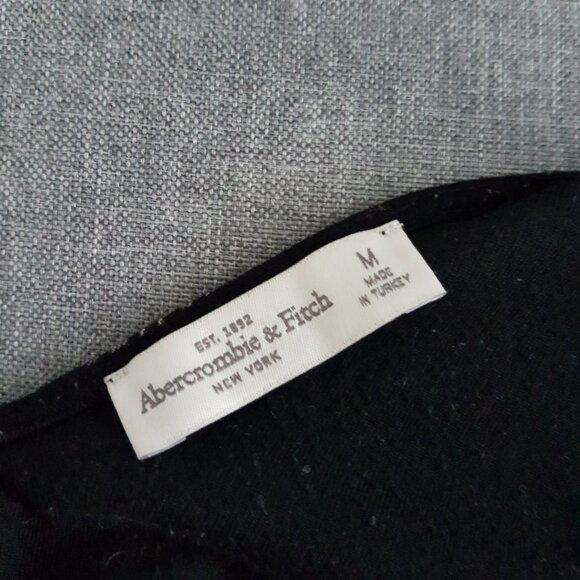 EST. 1892
Abercrombie & Fitch
NEW YORK
M
MADE
IN TURKEY